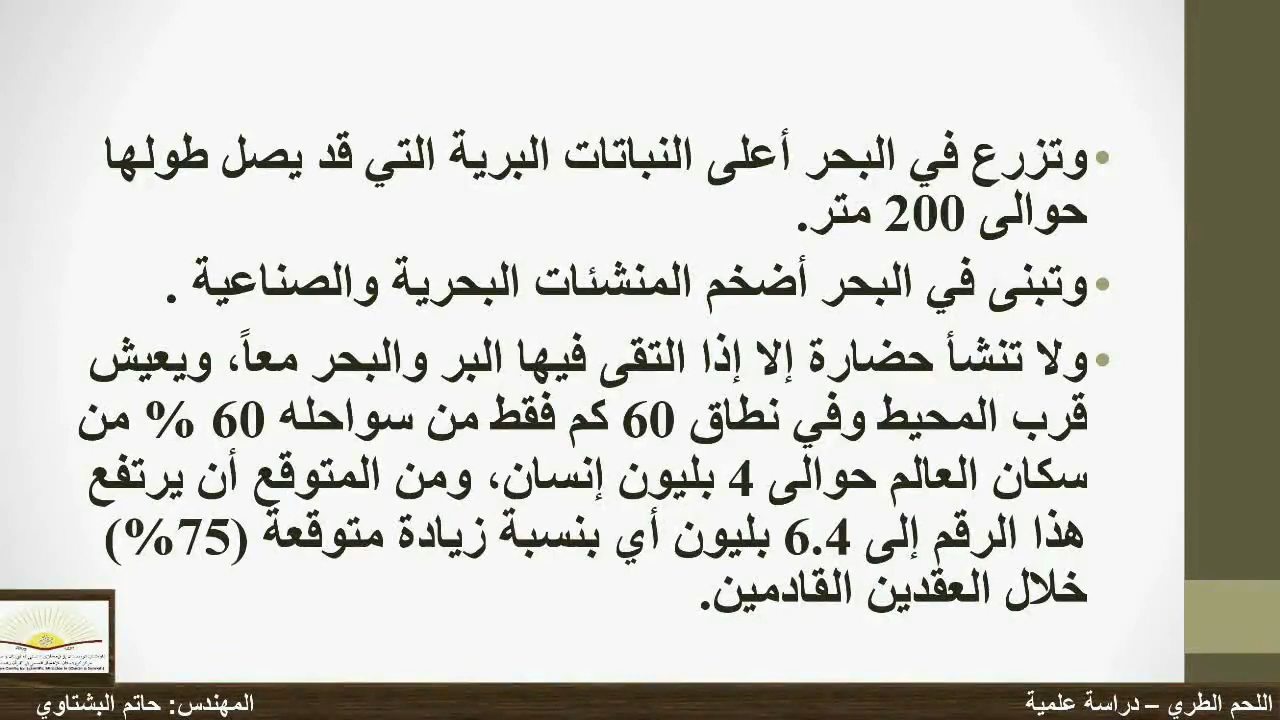 وتزرع في البحر أعلى النباتات البرية التي قد يصل طولها
حوالى 200 متر.
وتبنى في البحر أضخم المنشئات البحرية والصناعية .
ولا تنشأ حضارة إلا إذا التقى فيها البر والبحر معاً، ويعيش
قرب المحيط وفي نطاق 60 كم فقط من سواحله 60 % من
سكان العالم حوالى 4 بليون إنسان، ومن المتوقع أن يرتفع
هذا الرقم إلى 6.4 بليون أي بنسبة زيادة متوقعة (75%)
خلال العقدين القادمين.
اللحم الطري – دراسة علمية
المهندس: حاتم البشتاوي